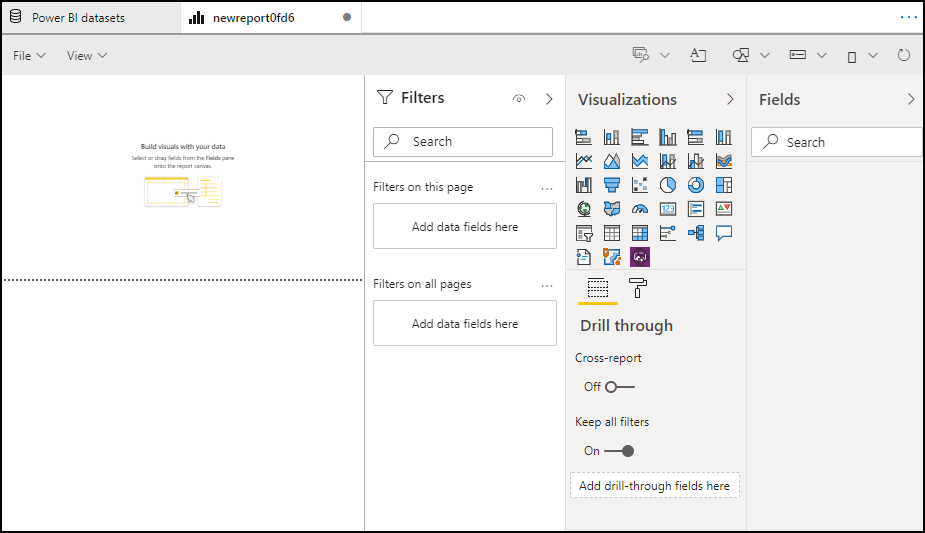 Power BI datasets
newreport0fd6
File
View
Filters
Visualizations
Fields
Search
Search
Build visuals with your data
Select or drag fields from the Fields pane
onto the report canvas.
Filters on this page
Add data fields here
Filters on all pages
Add data fields here
123
Drill through
Cross-report
Off
Keep all filters
On
Add drill-through fields here